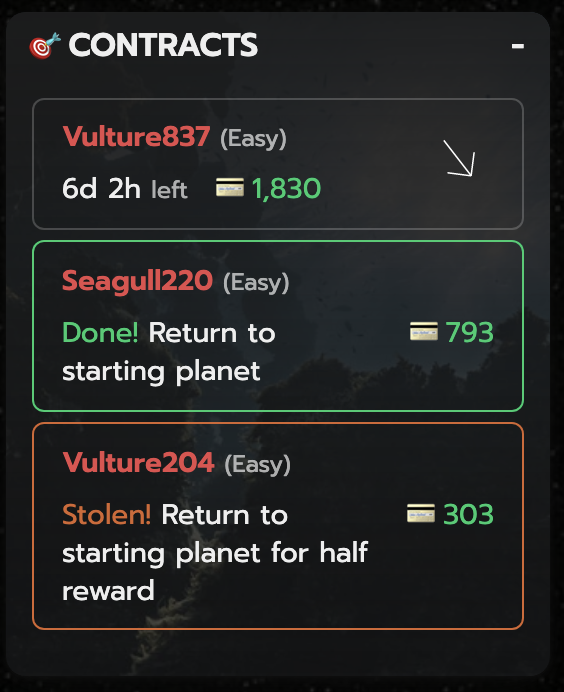 🎯 CONTRACTS -
Vulture837 (Easy)
6d 2h left 💳 1,830
Seagull220 (Easy)
Done! Return to 💳 793
starting planet
Vulture204 (Easy)
Stolen! Return to 💳 303
starting planet for half
reward